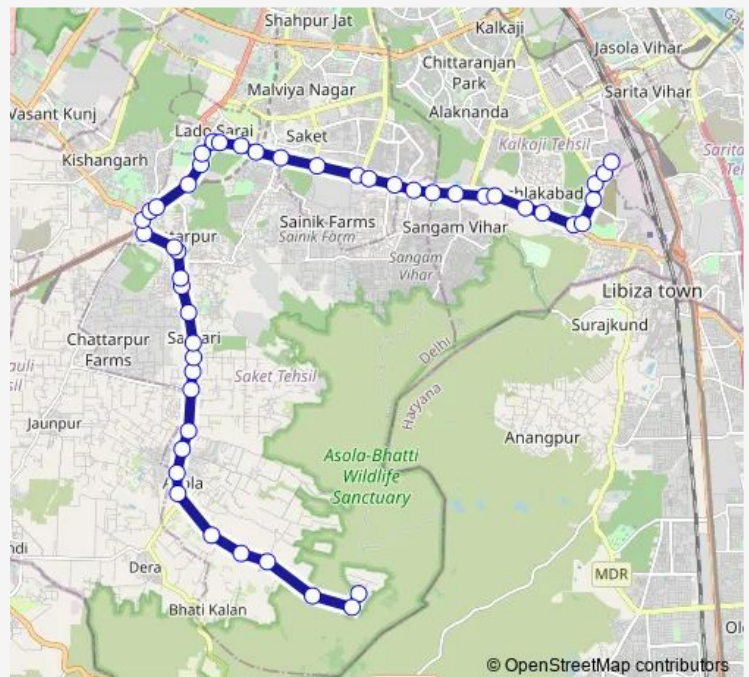 Shahpur Jat
Kalkaji
Jasola Vihar
Chittaranjan
Park
Malviya Nagar
Sarita Vihar
Vasant Kunj
Alaknanda
Lado Sarai
Saket
Kalkaji Tehsil
Kishangarh
Sarita
Sainik Farms
Sainik Farm
Sangam Vihar
Sangam
Vihar
Libiza town
Surajkund
Chattarpur
Farms
Delhi
Haryana
Saket Tehsil
Jaunpur
Anangpur
Asola-Bhatti
Wildlife
Sanctuary
Dera
MDR
Bhati Kalan
© OpenStreetMap contributors